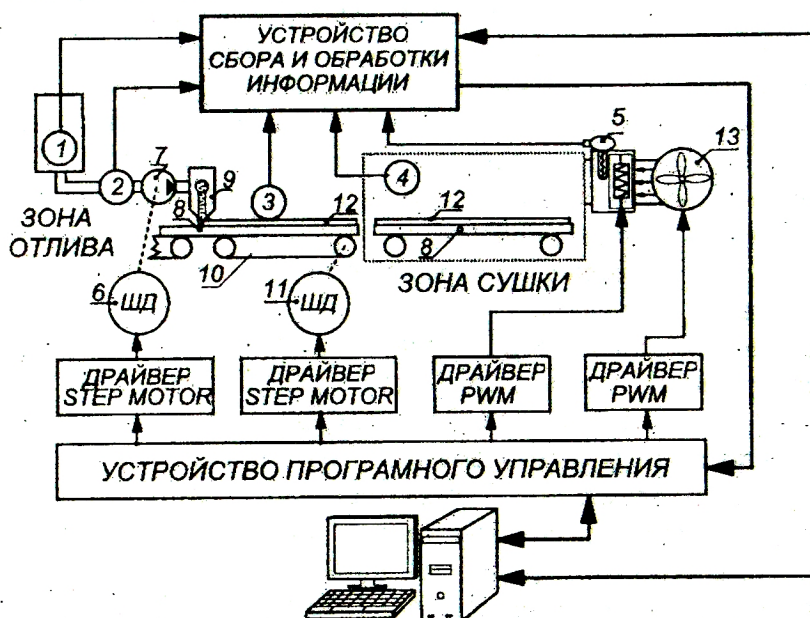 УСТРОЙСТВО
СБОРА И ОБРАБОТКИ
ИНФОРМАЦИИ
5
13
1
7
2
9
3
4
8
12
12
ЗОНА
ОТЛИВА
8
10
ЗОНА СУШКИ
6
ШД
11
ШД
ДРАЙВЕР
STEP MOTOR
ДРАЙВЕР
STEP MOTOR
ДРАЙВЕР
PWM
ДРАЙВЕР
PWM
УСТРОЙСТВО ПРОГРАМНОГО УПРАВЛЕНИЯ